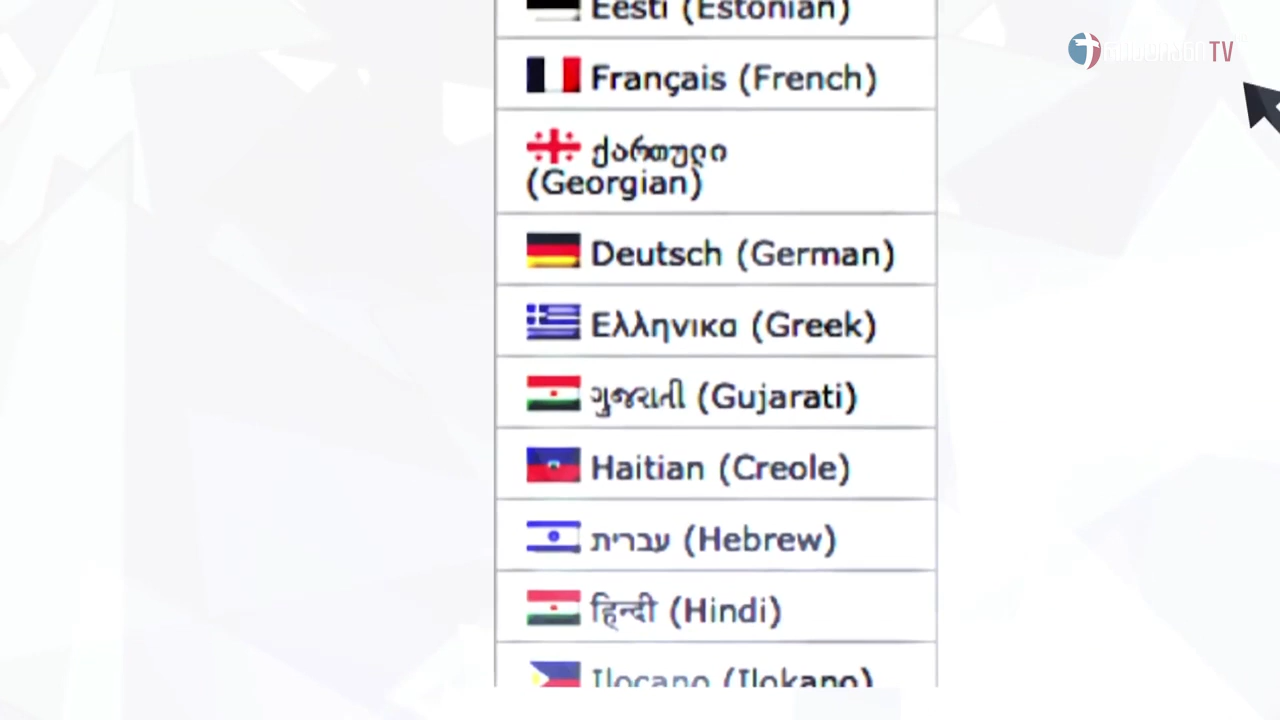 Eesti (Estonian)
Français (French)
ქართული
(Georgian)
Deutsch (German)
Ελληνικα (Greek)
ગુજરાતી (Gujarati)
Haitian (Creole)
עברית (Hebrew)
हिन्दी (Hindi)
Ilocano (Ilokano)
TV